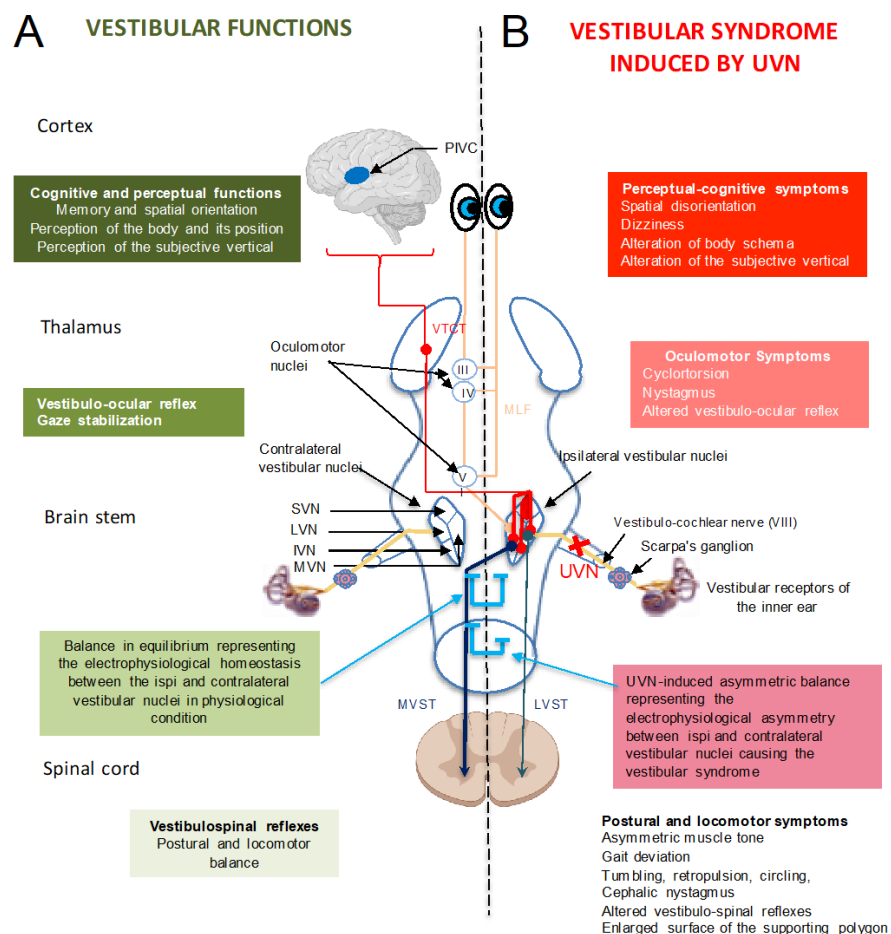 A
VESTIBULAR FUNCTIONS
B
VESTIBULAR SYNDROME
INDUCED BY UVN
Cortex
PIVC
Cognitive and perceptual functions
Memory and spatial orientation
Perception of the body and its position
Perception of the subjective vertical
Perceptual-cognitive symptoms
Spatial disorientation
Dizziness
Alteration of body schema
Alteration of the subjective vertical
Thalamus
VTCT
Oculomotor
nuclei
III
IV
MLF
Oculomotor Symptoms
Cyclortorsion
Nystagmus
Altered vestibulo-ocular reflex
Vestibulo-ocular reflex
Gaze stabilization
Contralateral
vestibular nuclei
V
I
Ipsilateral vestibular nuclei
Brain stem
SVN
LVN
IVN
MVN
Vestibulo-cochlear nerve (VIII)
Scarpa's ganglion
UVN
Vestibular receptors of
the inner ear
Balance in equilibrium representing
the electrophysiological homeostasis
between the ispi and contralateral
vestibular nuclei in physiological
condition
MVST
LVST
UVN-induced asymmetric balance
representing the
electrophysiological asymmetry
between ispi and contralateral
vestibular nuclei causing the
vestibular syndrome
Spinal cord
Vestibulospinal reflexes
Postural and locomotor
balance
Postural and locomotor symptoms
Asymmetric muscle tone
Gait deviation
Tumbling, retropulsion, circling,
Cephalic nystagmus
Altered vestibulo-spinal reflexes
Enlarged surface of the supporting polygon